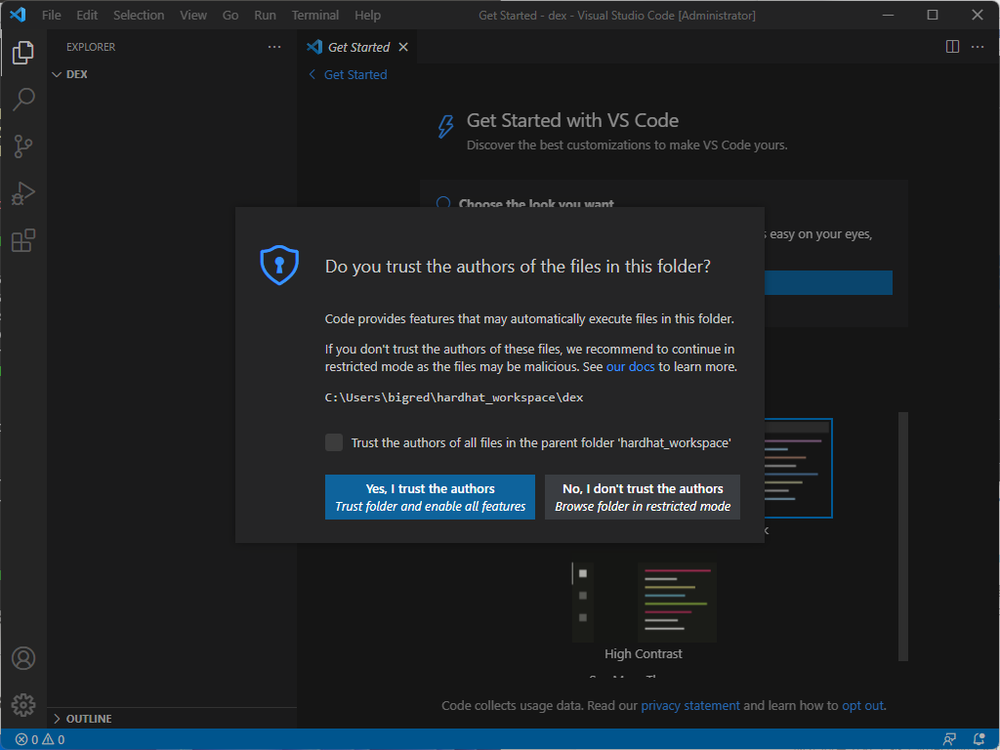 File Edit Selection View Go Run Terminal Help Get Started - dex - Visual Studio Code [Administrator]
EXPLORER
Get Started
DEX
Get Started
Get Started with VS Code
Discover the best customizations to make VS Code yours.
Choose the look you want
s easy on your eyes,
Do you trust the authors of the files in this folder?
Code provides features that may automatically execute files in this folder.
If you don't trust the authors of these files, we recommend to continue in
restricted mode as the files may be malicious. See our docs to learn more.
C:\Users\bigred\hardhat_workspace\dex
Trust the authors of all files in the parent folder 'hardhat_workspace'
Yes, I trust the authors
Trust folder and enable all features
No, I don't trust the authors
Browse folder in restricted mode
k
High Contrast
Code collects usage data. Read our privacy statement and learn how to opt out.
OUTLINE
0 0